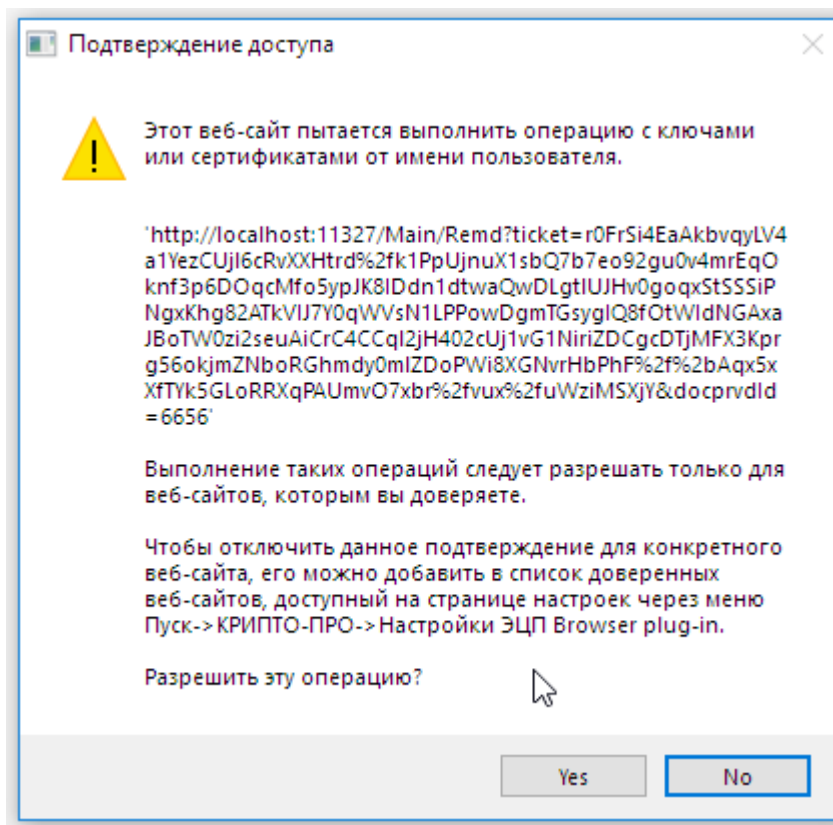 Подтверждение доступа
Этот веб-сайт пытается выполнить операцию с ключами
или сертификатами от имени пользователя.
'http://localhost:11327/Main/Remd?ticket=r0FrSi4EaAkbvqyLV4
a1YezCUjI6cRvXXHtrd%2fk1PpUjnuX1sbQ7b7eo92gu0v4mrEqO
knf3p6DOqcMfo5ypJK8IDdn1dtwaQwDLgtIUJHv0goqxStSSSiP
NgxKhg82ATkVIJ7Y0qWVsN1LPPowDgmTGsygIQ8fOtWIdNGAxa
JBoTW0zi2seuAiCrC4CCqI2jH402cUj1vG1NiriZDCgcDTjMFX3Kpr
g56okjmZNboRGhmdy0mIZDoPWi8XGNvrHbPhF%2f%2bAqx5x
XfTYk5GLoRRXqPAUmvO7xbr%2fvux%2fuWziMSXjY&docprvdId
=6656'
Выполнение таких операций следует разрешать только для
веб-сайтов, которым вы доверяете.
Чтобы отключить данное подтверждение для конкретного
веб-сайта, его можно добавить в список доверенных
веб-сайтов, доступный на странице настроек через меню
Пуск->КРИПТО-ПРО->Настройки ЭЦП Browser plug-in.
Разрешить эту операцию?
Yes
No